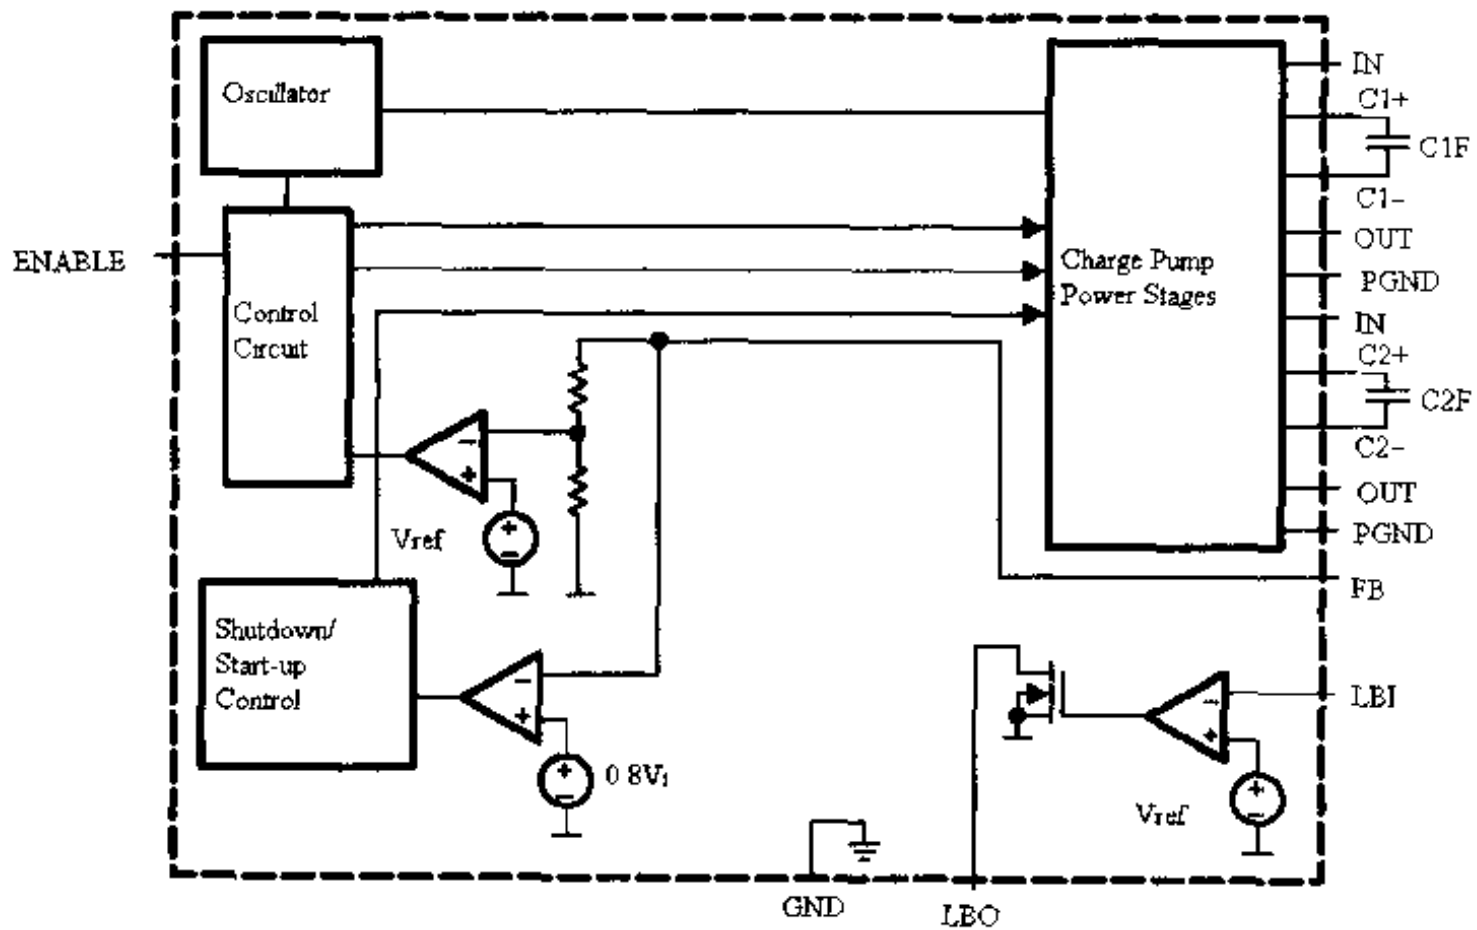 Oscillator
IN
C1+
C1F
C1-
ENABLE
OUT
Charge Pump
Power Stages
PGND
Control
Circuit
IN
C2+
C2F
C2-
- 
+
OUT
Vref
+
-
PGND
FB
Shutdown/
Start-up
Control
-
+
LBI
-
+
0 8Vi
+
-
Vref
+
-
GND
LBO